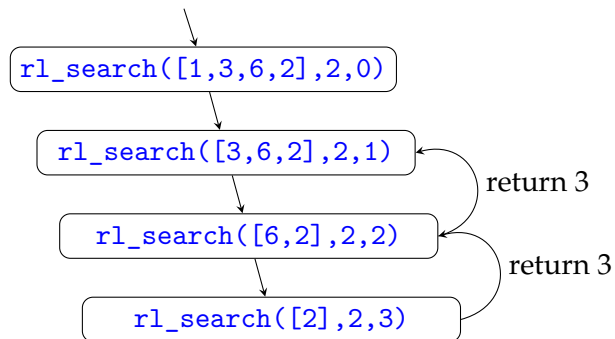 rl_search([1,3,6,2],2,0)
rl_search([3,6,2],2,1)
return 3
rl_search([6,2],2,2)
return 3
rl_search([2],2,3)